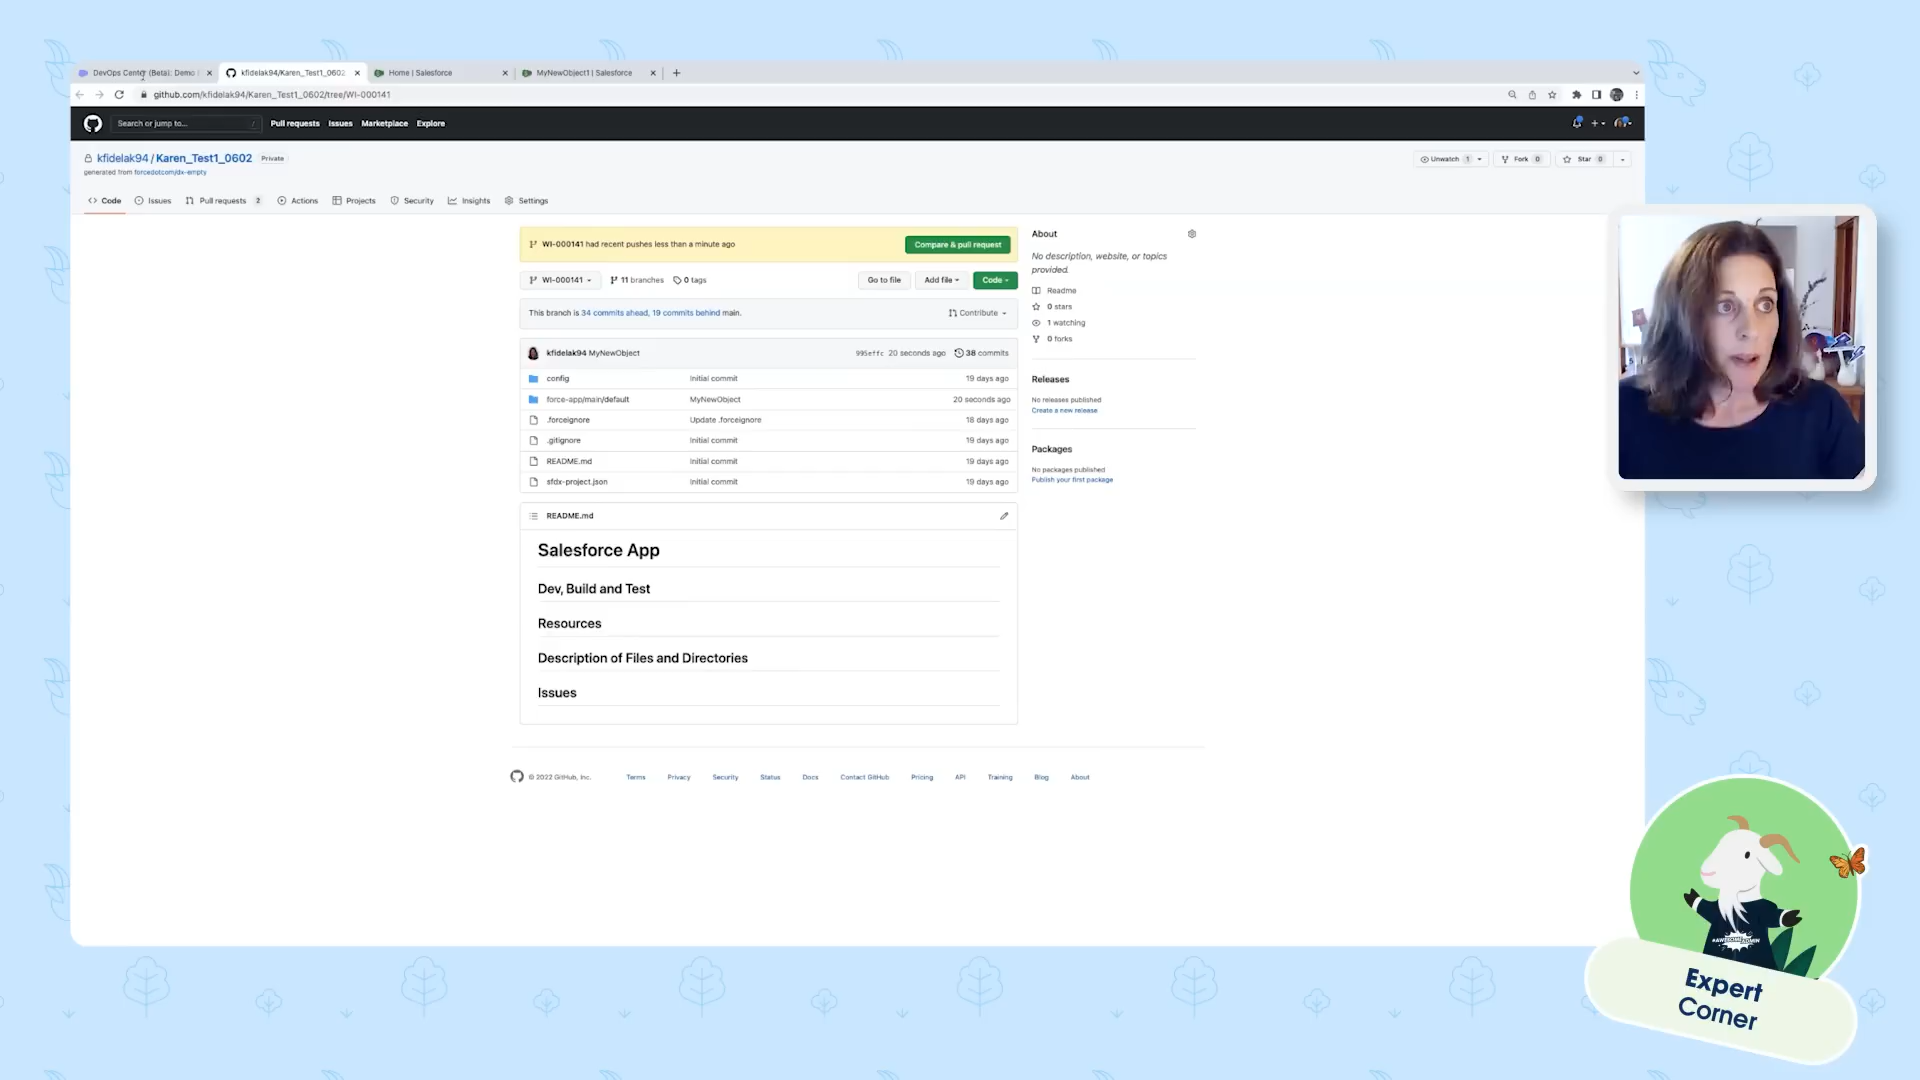 DevOps Center (Beta): Demo
kfidelak94/Karen_Test1_0602
Home | Salesforce
MyNewObject1 | Salesforce
github.com/kfidelak94/Karen_Test1_0602/tree/WI-000141
Search or jump to... /
Pull requests Issues Marketplace Explore
kfidelak94 / Karen_Test1_0602 Private
generated from forcedotcom/dx-empty
Unwatch 1 Fork 0 Star 0
Code Issues Pull requests 2 Actions Projects Security Insights Settings
WI-000141 had recent pushes less than a minute ago
Compare & pull request
WI-000141 11 branches 0 tags
Go to file Add file Code
This branch is 34 commits ahead, 19 commits behind main.
Contribute
kfidelak94 MyNewObject 995effc 20 seconds ago 38 commits
config Initial commit 19 days ago
force-app/main/default MyNewObject 20 seconds ago
.forceignore Update .forceignore 18 days ago
.gitignore Initial commit 19 days ago
README.md Initial commit 19 days ago
sfdx-project.json Initial commit 19 days ago
README.md
Salesforce App
Dev, Build and Test
Resources
Description of Files and Directories
Issues
About
No description, website, or topics
provided.
Readme
0 stars
1 watching
0 forks
Releases
No releases published
Create a new release
Packages
No packages published
Publish your first package
© 2022 GitHub, Inc. Terms Privacy Security Status Docs Contact GitHub Pricing API Training Blog About
#AWESOMEADMIN
Expert
Corner